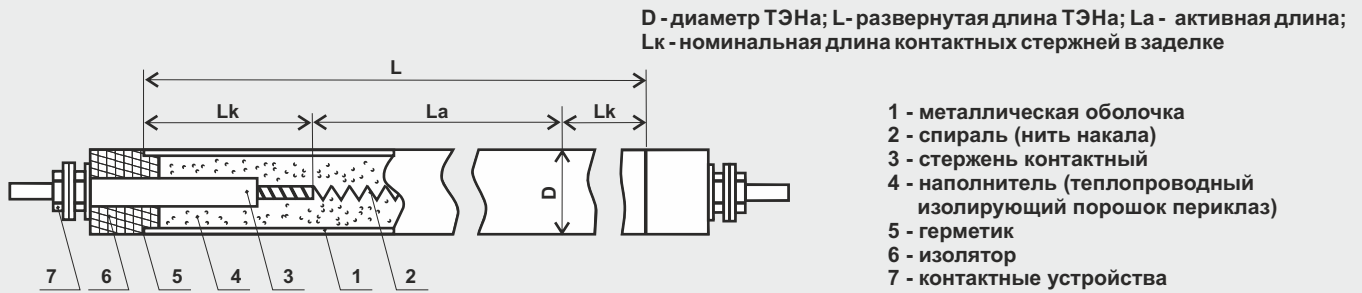 D - диаметр ТЭНа; L- развернутая длина ТЭНа; Lа - активная длина;
Lк - номинальная длина контактных стержней в заделке
L
Lk
La
Lk
D
1 - металлическая оболочка
2 - спираль (нить накала)
3 - стержень контактный
4 - наполнитель (теплопроводный
изолирующий порошок периклаз)
5 - герметик
6 - изолятор
7 - контактные устройства
7 6 5 4 3 1 2